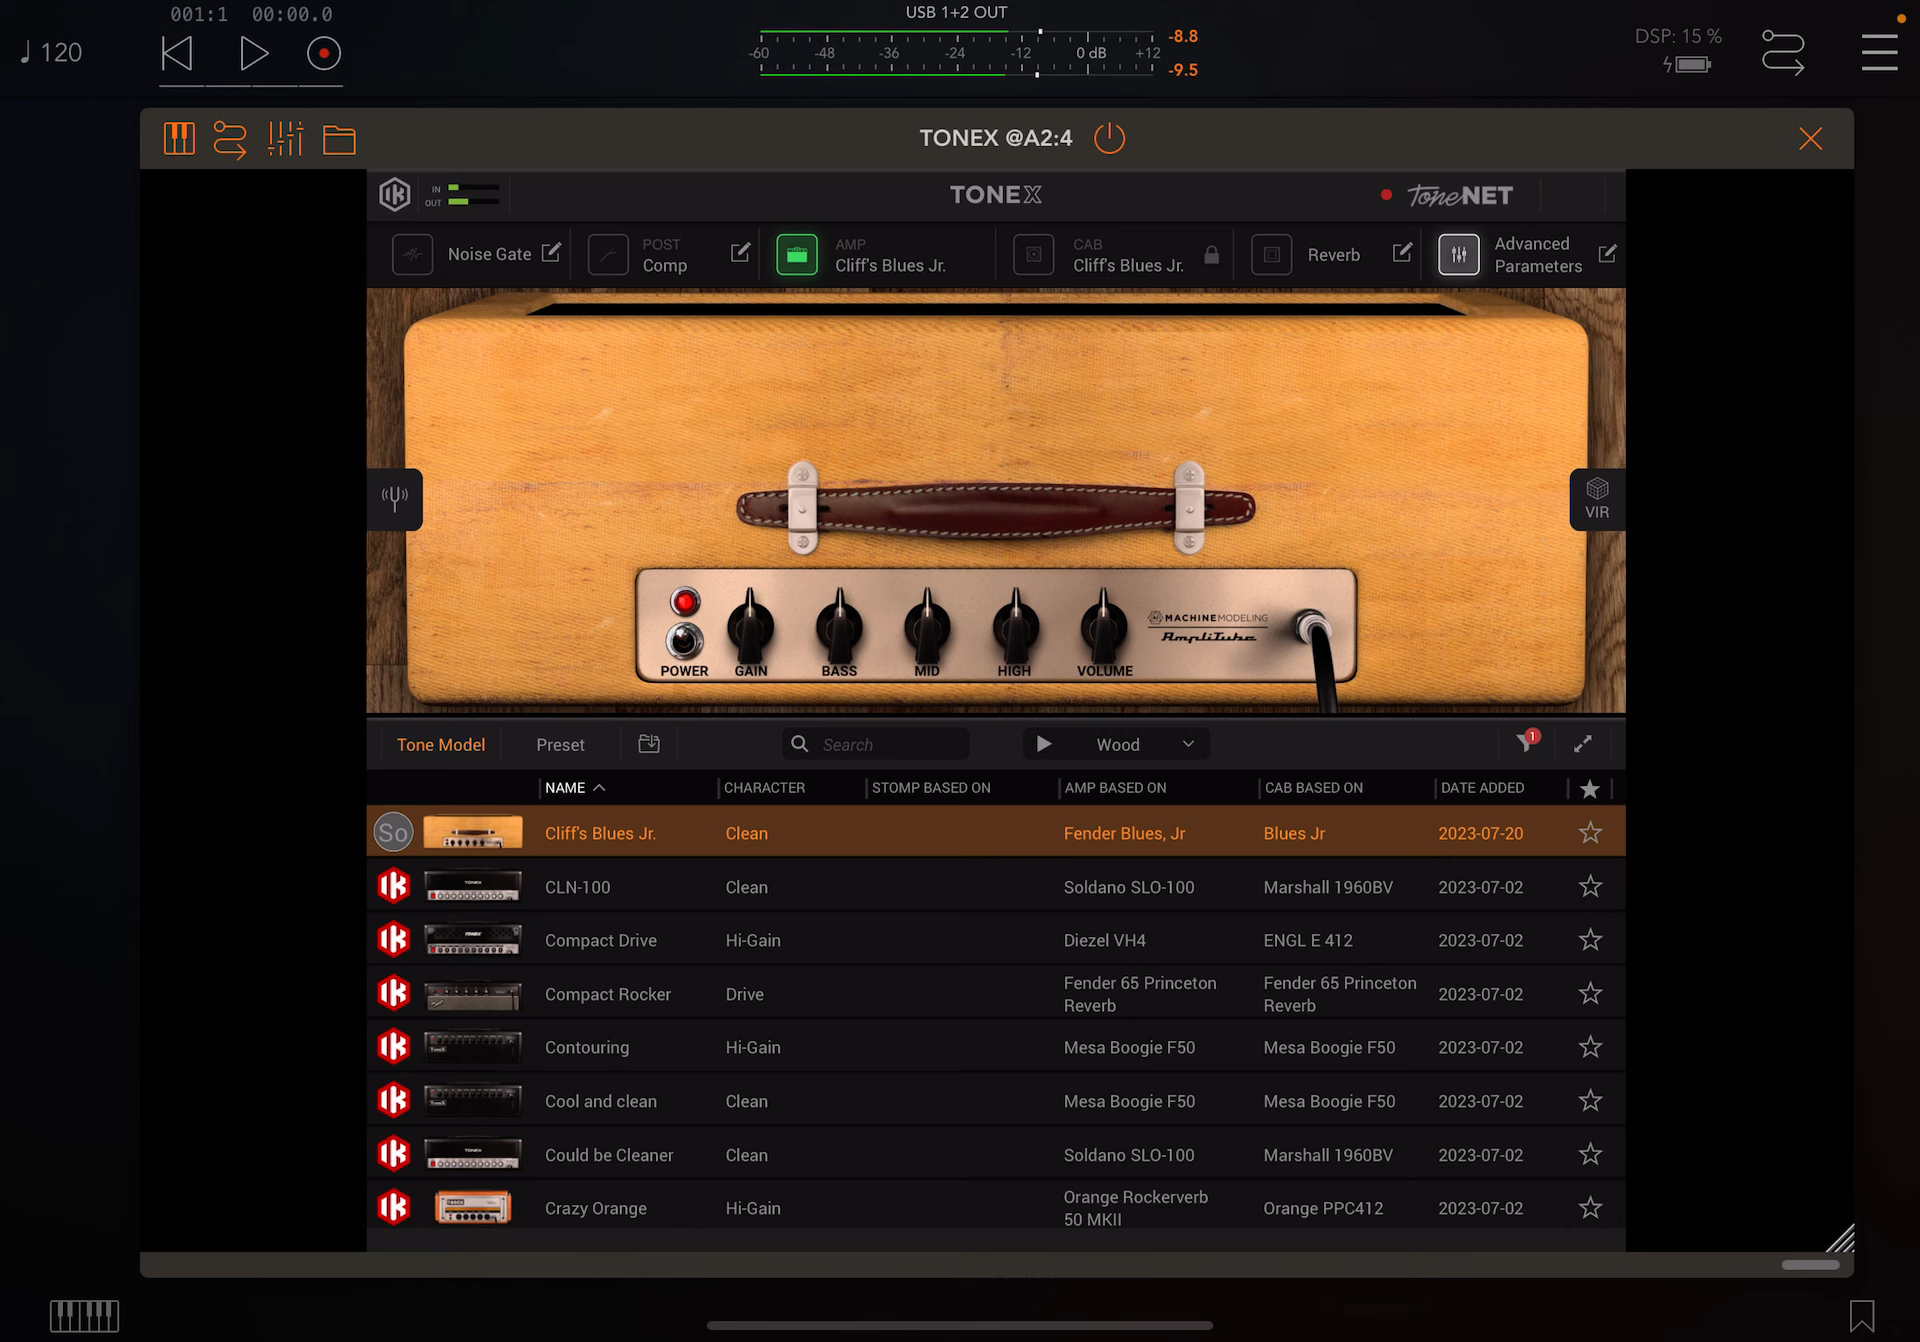 001:1 00:00.0
♩ 120
USB 1+2 OUT
-60 -48 -36 -24 -12 0 dB +12
-8.8
-9.5
DSP: 15 %
TONEX @A2:4
IK
IN
OUT
TONEX
ToneNET
Noise Gate
POST
Comp
AMP
Cliff's Blues Jr.
CAB
Cliff's Blues Jr.
Reverb
Advanced
Parameters
VIR
MACHINEMODELING
AmpliTube
POWER GAIN BASS MID HIGH VOLUME
Tone Model Preset Search Wood 1
NAME CHARACTER STOMP BASED ON AMP BASED ON CAB BASED ON DATE ADDED
So Cliff's Blues Jr. Clean Fender Blues, Jr Blues Jr 2023-07-20
IK CLN-100 Clean Soldano SLO-100 Marshall 1960BV 2023-07-02
IK Compact Drive Hi-Gain Diezel VH4 ENGL E 412 2023-07-02
IK Compact Rocker Drive Fender 65 Princeton Reverb Fender 65 Princeton Reverb 2023-07-02
IK Contouring Hi-Gain Mesa Boogie F50 Mesa Boogie F50 2023-07-02
IK Cool and clean Clean Mesa Boogie F50 Mesa Boogie F50 2023-07-02
IK Could be Cleaner Clean Soldano SLO-100 Marshall 1960BV 2023-07-02
IK Crazy Orange Hi-Gain Orange Rockerverb 50 MKII Orange PPC412 2023-07-02